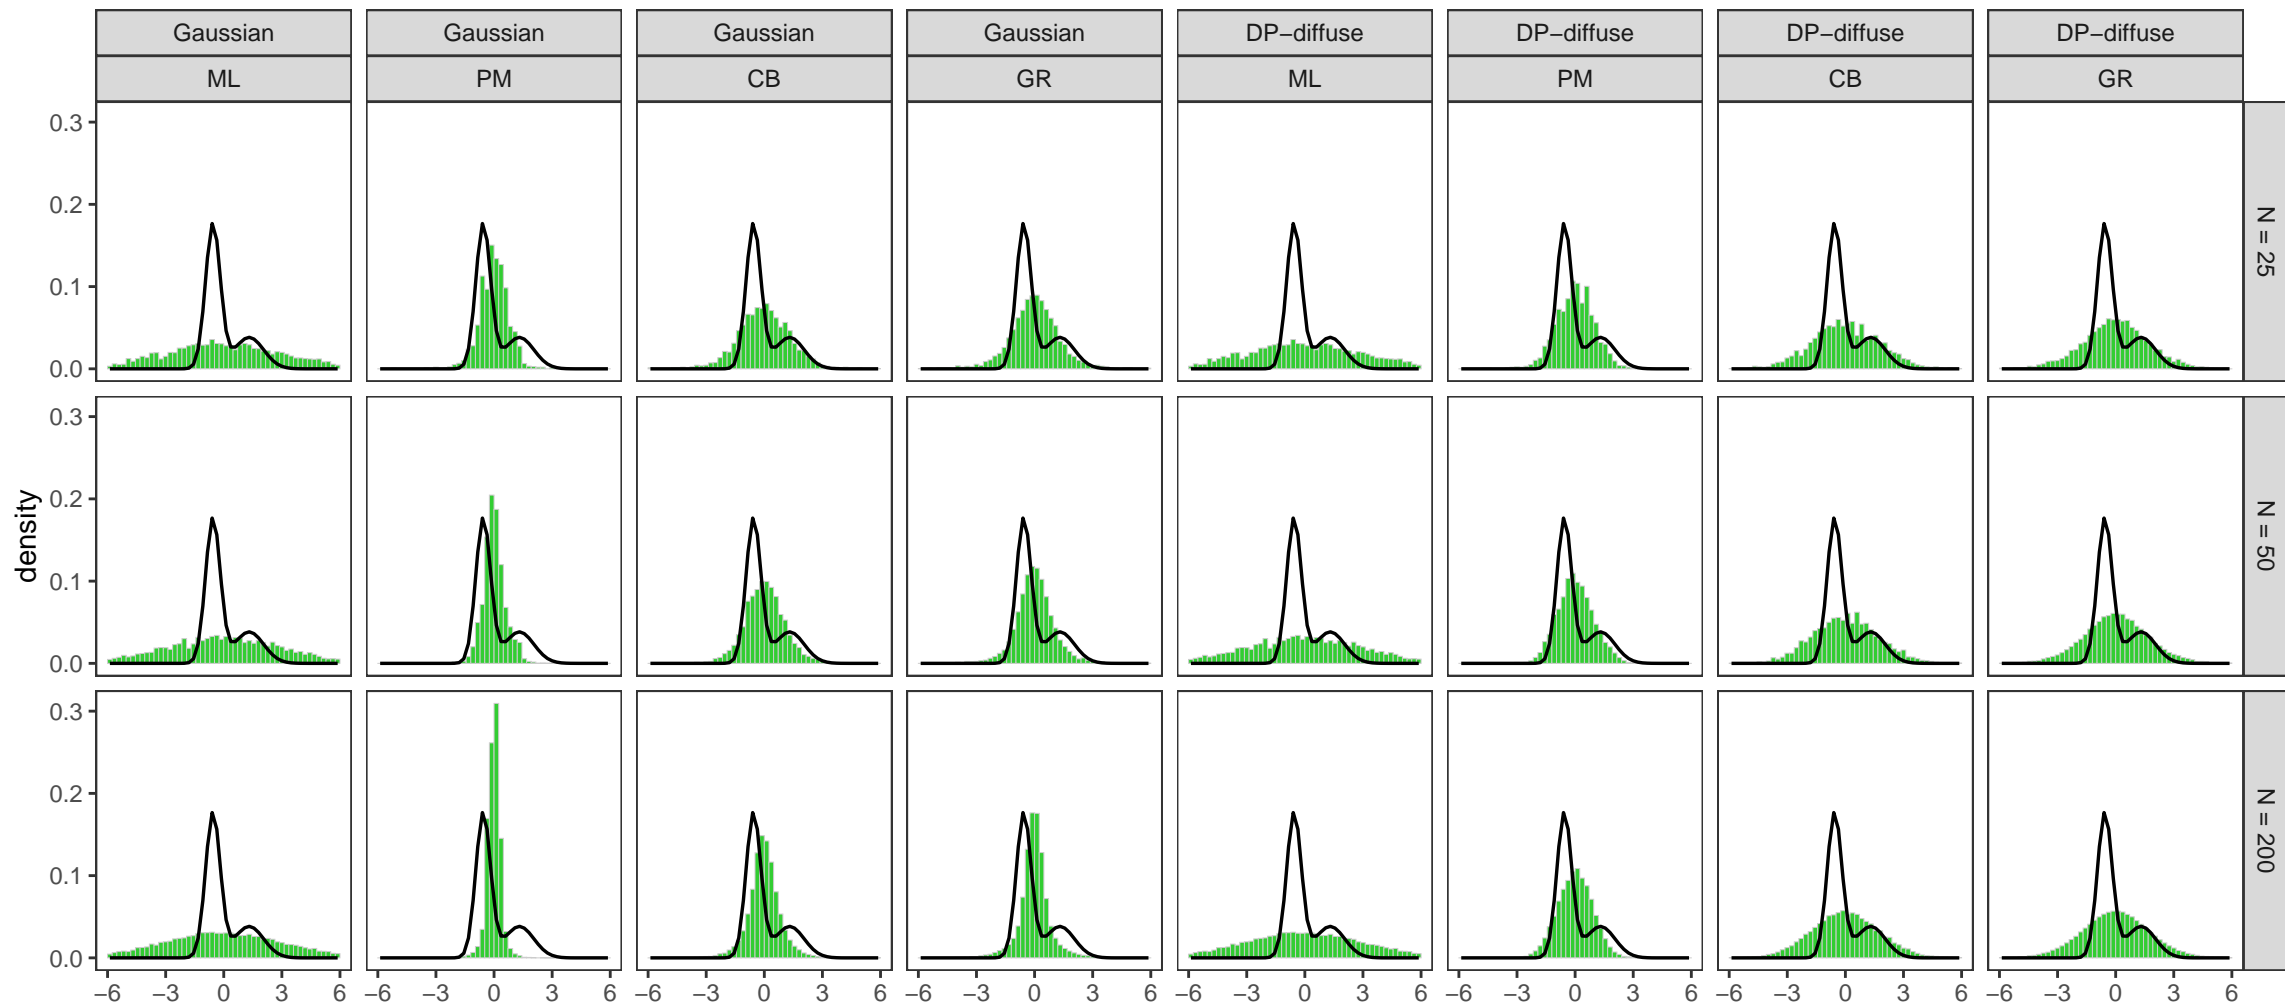 Gaussian Gaussian Gaussian Gaussian DP−diffuse DP−diffuse DP−diffuse DP−diffuse
ML PM CB GR ML PM CB GR
0.3
0.2
0.1
0.0
N = 25
0.3
0.2
0.1
0.0
N = 50
density
0.3
0.2
0.1
0.0
N = 200
−6 −3 0 3 6 −6 −3 0 3 6 −6 −3 0 3 6 −6 −3 0 3 6 −6 −3 0 3 6 −6 −3 0 3 6 −6 −3 0 3 6 −6 −3 0 3 6